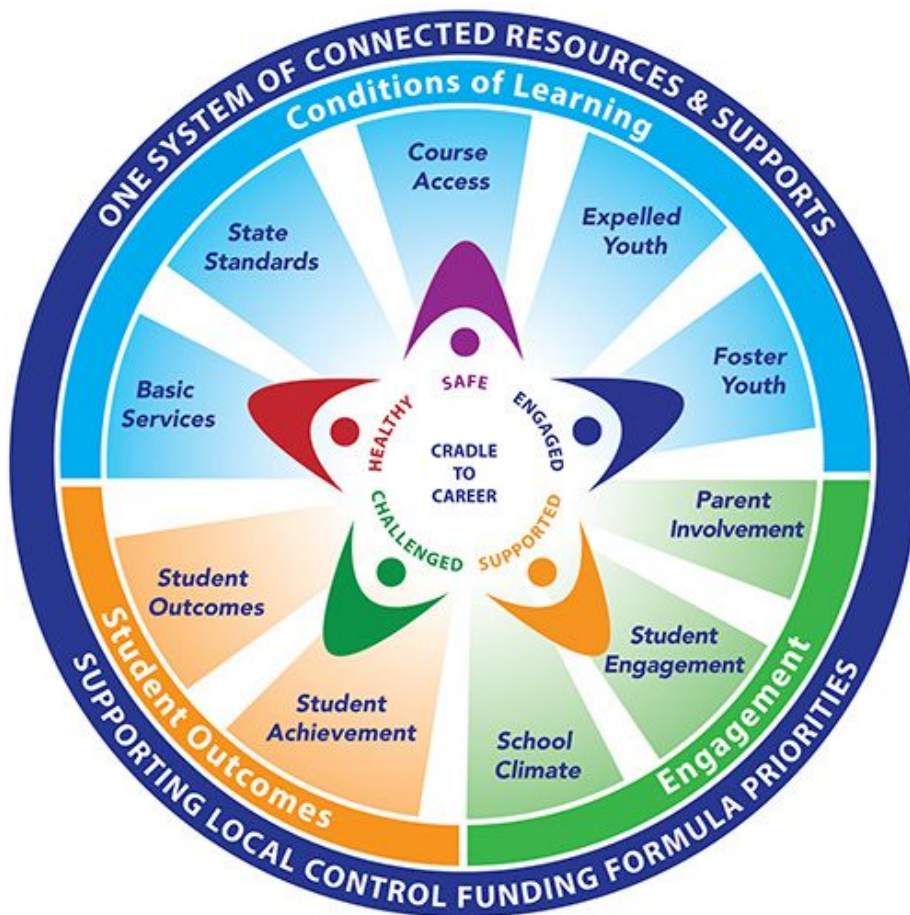 ONE SYSTEM OF CONNECTED RESOURCES & SUPPORTS
Conditions of Learning
Course
Access
State
Standards
Expelled
Youth
Basic
Services
Foster
Youth
SAFE
HEALTHY
ENGAGED
CRADLE
TO
CAREER
CHALLENGED
SUPPORTED
Parent
Involvement
Student
Outcomes
Student
Engagement
Student
Achievement
School
Climate
Student Outcomes
Engagement
SUPPORTING LOCAL CONTROL FUNDING FORMULA PRIORITIES